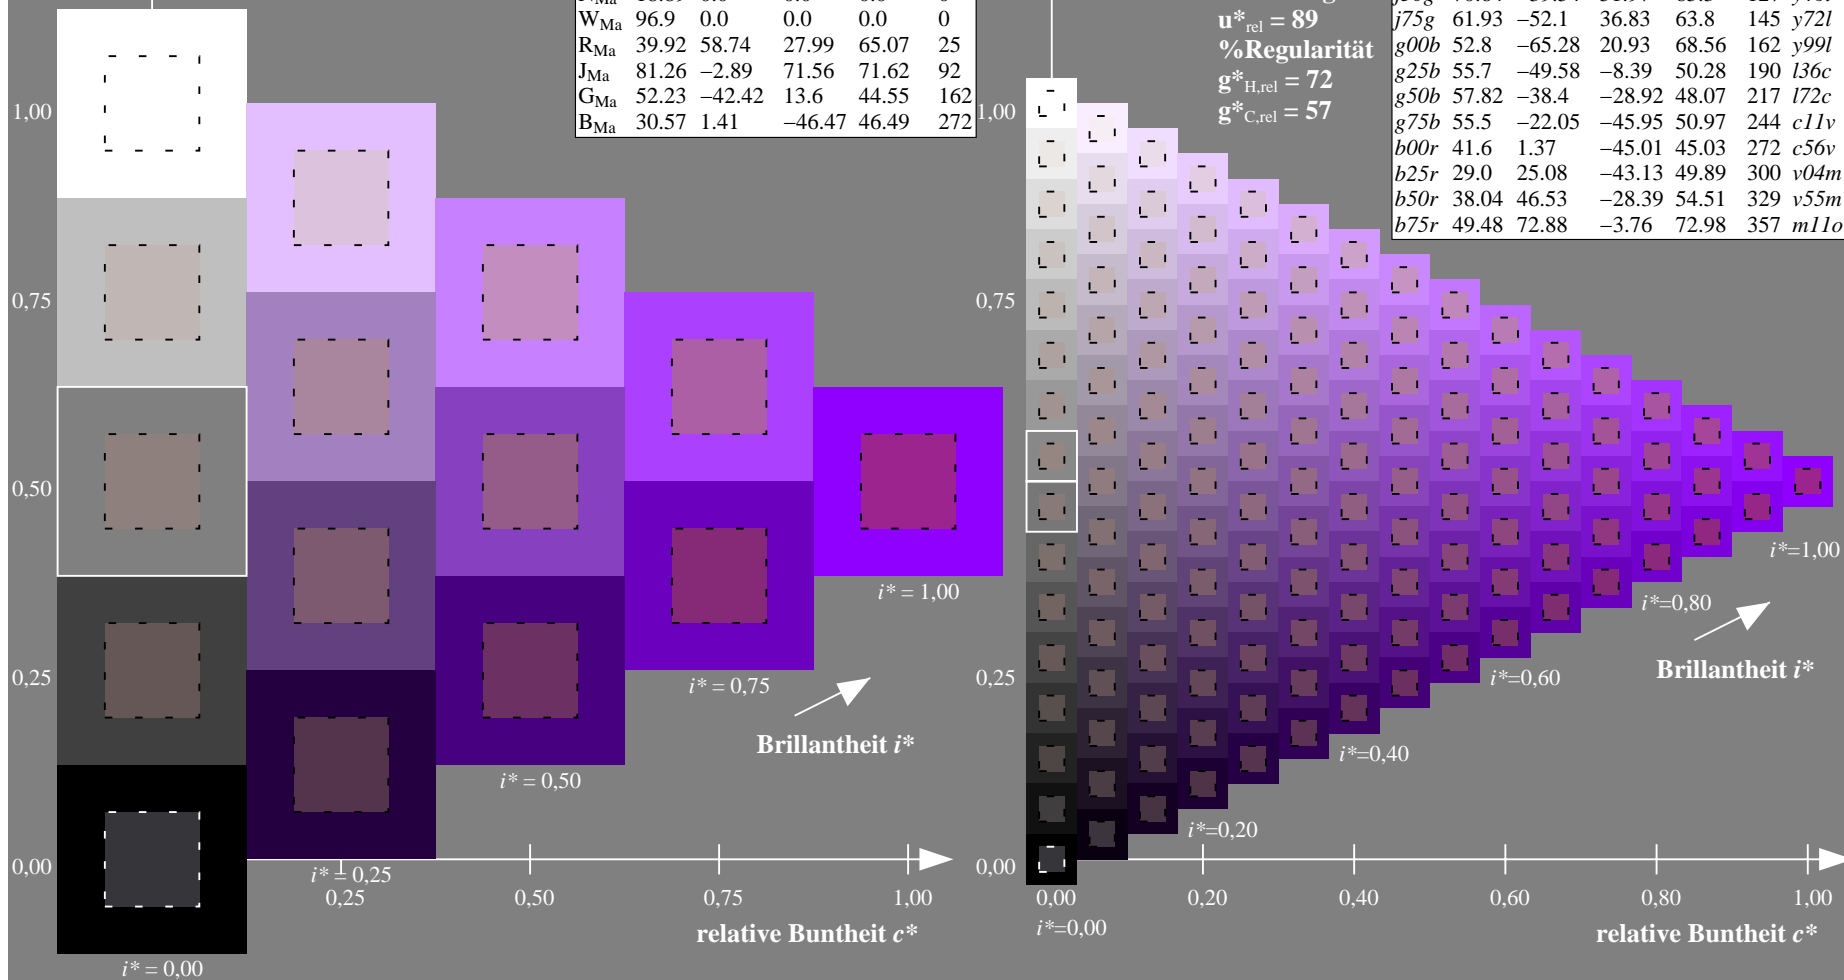 W_Ma 96.9 0.0 0.0 0.0 0
R_Ma 39.92 58.74 27.99 65.07 25
J_Ma 81.26 −2.89 71.56 71.62 92
G_Ma 52.23 −42.42 13.6 44.55 162
B_Ma 30.57 1.41 −46.47 46.49 272
1,00
0,75
0,50
0,25
0,00
i* = 1,00
i* = 0,75
Brillantheit i*
i* = 0,50
i* = 0,25
0,25 0,50 0,75 1,00
relative Buntheit c*
i* = 0,00
u*rel = 89
%Regularität
g*H,rel = 72
g*C,rel = 57
j75g 61.93 −52.1 36.83 63.8 145 y72l
g00b 52.8 −65.28 20.93 68.56 162 y99l
g25b 55.7 −49.58 −8.39 50.28 190 l36c
g50b 57.82 −38.4 −28.92 48.07 217 l72c
g75b 55.5 −22.05 −45.95 50.97 244 c11v
b00r 41.6 1.37 −45.01 45.03 272 c56v
b25r 29.0 25.08 −43.13 49.89 300 v04m
b50r 38.04 46.53 −28.39 54.51 329 v55m
b75r 49.48 72.88 −3.76 72.98 357 m11o
1,00
0,75
0,50
0,25
0,00
i*=1,00
i*=0,80
Brillantheit i*
i*=0,60
i*=0,40
i*=0,20
0,00 0,20 0,40 0,60 0,80 1,00
i*=0,00
relative Buntheit c*